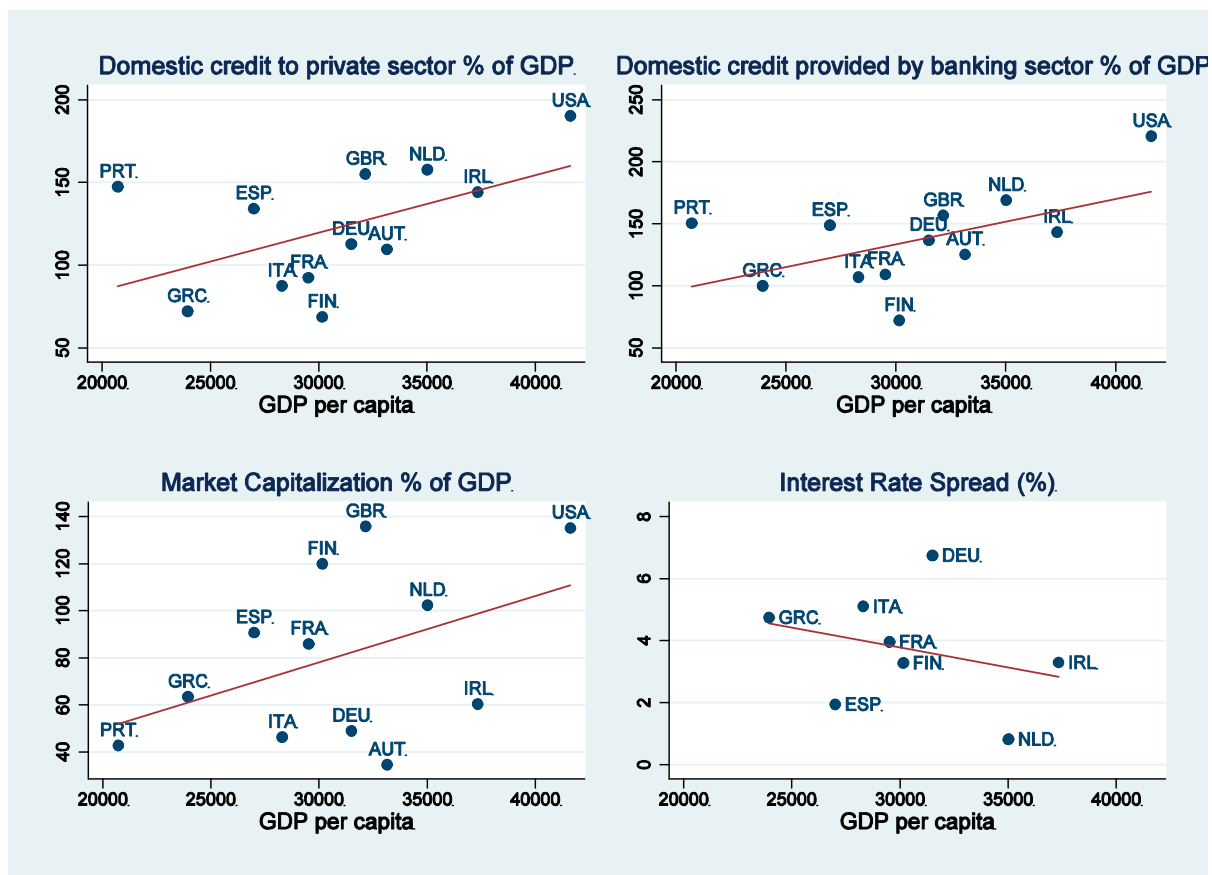 Domestic credit to private sector % of GDP.
200
150
100
50
USA.
PRT.
GBR.
NLD.
IRL.
ESP.
DEU.
AUT.
ITA.
FRA.
GRC.
FIN.
20000. 25000. 30000. 35000. 40000.
GDP per capita.
Domestic credit provided by banking sector % of GDP
250
200
150
100
50
USA.
NLD.
PRT.
ESP.
GBR.
IRL.
DEU.
AUT.
ITA.
FRA.
GRC.
FIN.
20000. 25000. 30000. 35000. 40000.
GDP per capita.
Market Capitalization % of GDP.
140
120
100
80
60
40
GBR.
USA.
FIN.
NLD.
ESP.
FRA.
GRC.
IRL.
PRT.
ITA.
DEU.
AUT.
20000. 25000. 30000. 35000. 40000.
GDP per capita.
Interest Rate Spread (%).
8
6
4
2
0
DEU.
ITA.
GRC.
FRA.
FIN.
IRL.
ESP.
NLD.
20000. 25000. 30000. 35000. 40000.
GDP per capita.